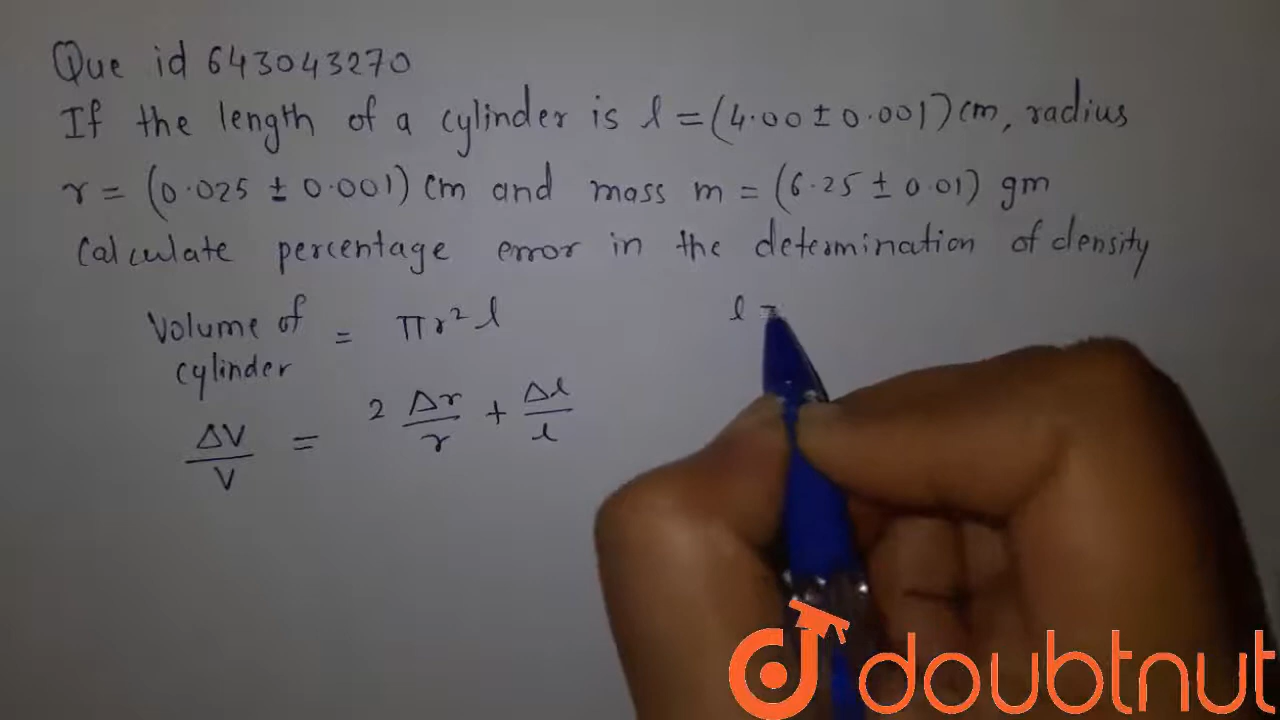 Que id 643043270
If the length of a cylinder is l = (4.00 ± 0.001) cm, radius
r = (0.025 ± 0.001) cm and mass m = (6.25 ± 0.01) gm
Calculate percentage error in the determination of density
Volume of cylinder = πr² l
ΔV/V = 2 Δr/r + Δl/l
l =
doubtnut